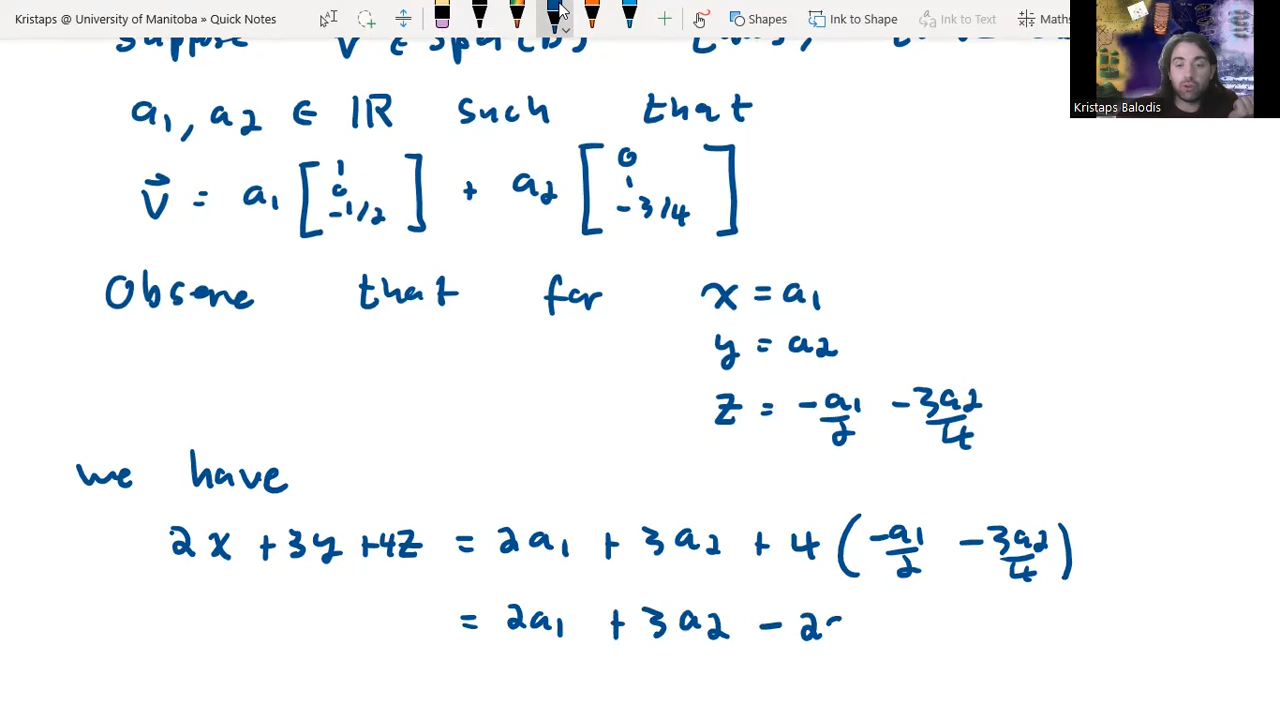 Kristaps @ University of Manitoba » Quick Notes
Shapes Ink to Shape Ink to Text Maths
Kristaps Balodis
Suppose v ∈ span(B)
a1, a2 ∈ ℝ such that
v⃗ = a1 [1 0 -1/2] + a2 [0 1 -3/4]
Observe that for x = a1
y = a2
z = -a1/2 - 3a2/4
we have
2x + 3y + 4z = 2a1 + 3a2 + 4(-a1/2 - 3a2/4)
= 2a1 + 3a2 - 2